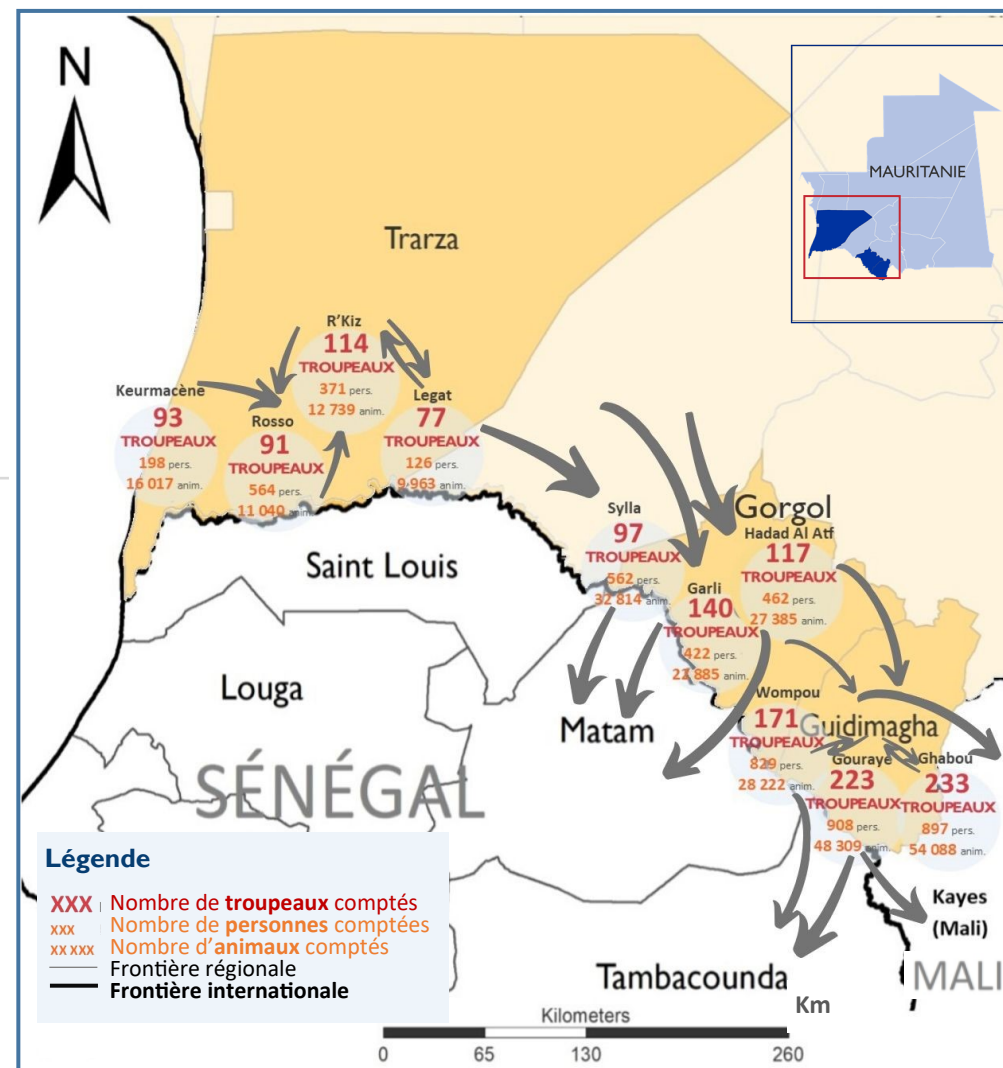 N
MAURITANIE
Trarza
R'Kiz
114
TROUPEAUX
371 pers.
12 739 anim.
Keurmacène
93
TROUPEAUX
198 pers.
16 017 anim.
Rosso
91
TROUPEAUX
564 pers.
11 040 anim.
Legat
77
TROUPEAUX
126 pers.
9 963 anim.
Sylla
97
TROUPEAUX
562 pers.
32 814 anim.
Gorgol
Hadad Al Atf
117
TROUPEAUX
462 pers.
27 385 anim.
Garli
140
TROUPEAUX
422 pers.
22 885 anim.
Saint Louis
Louga
Matam
SÉNÉGAL
Wompou
171
TROUPEAUX
829 pers.
28 222 anim.
Guidimagha
Gouraye
223
TROUPEAUX
908 pers.
48 309 anim.
Ghabou
233
TROUPEAUX
897 pers.
54 088 anim.
Kayes
(Mali)
MALI
Tambacounda
Légende
XXX Nombre de troupeaux comptés
xxx Nombre de personnes comptées
xx xxx Nombre d'animaux comptés
Frontière régionale
Frontière internationale
Km
Kilometers
0 65 130 260